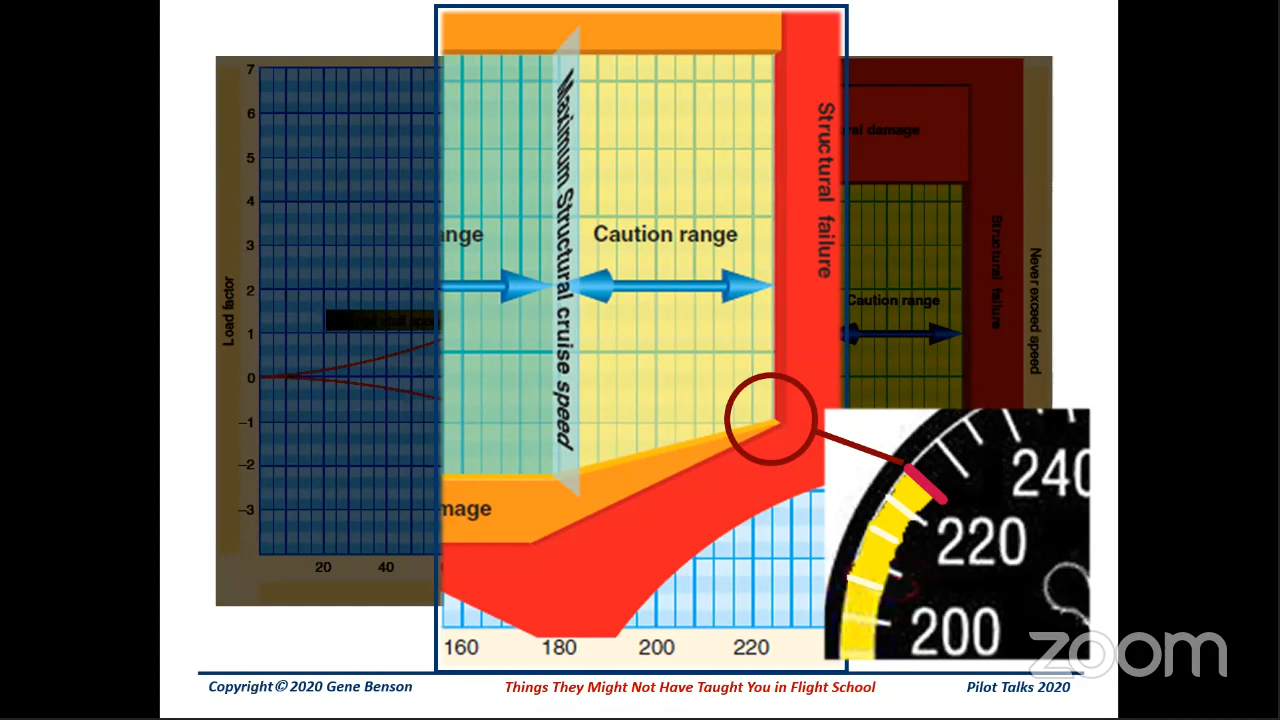 7
6
5
4
3
2
1
0
–1
–2
–3
Load factor
20
40
ange
Maximum Structural cruise speed
Caution range
Structural failure
mage
160
180
200
220
ral damage
Caution range
Structural failure
Never exceed speed
240
220
200
zoom
Copyright © 2020 Gene Benson
Things They Might Not Have Taught You in Flight School
Pilot Talks 2020